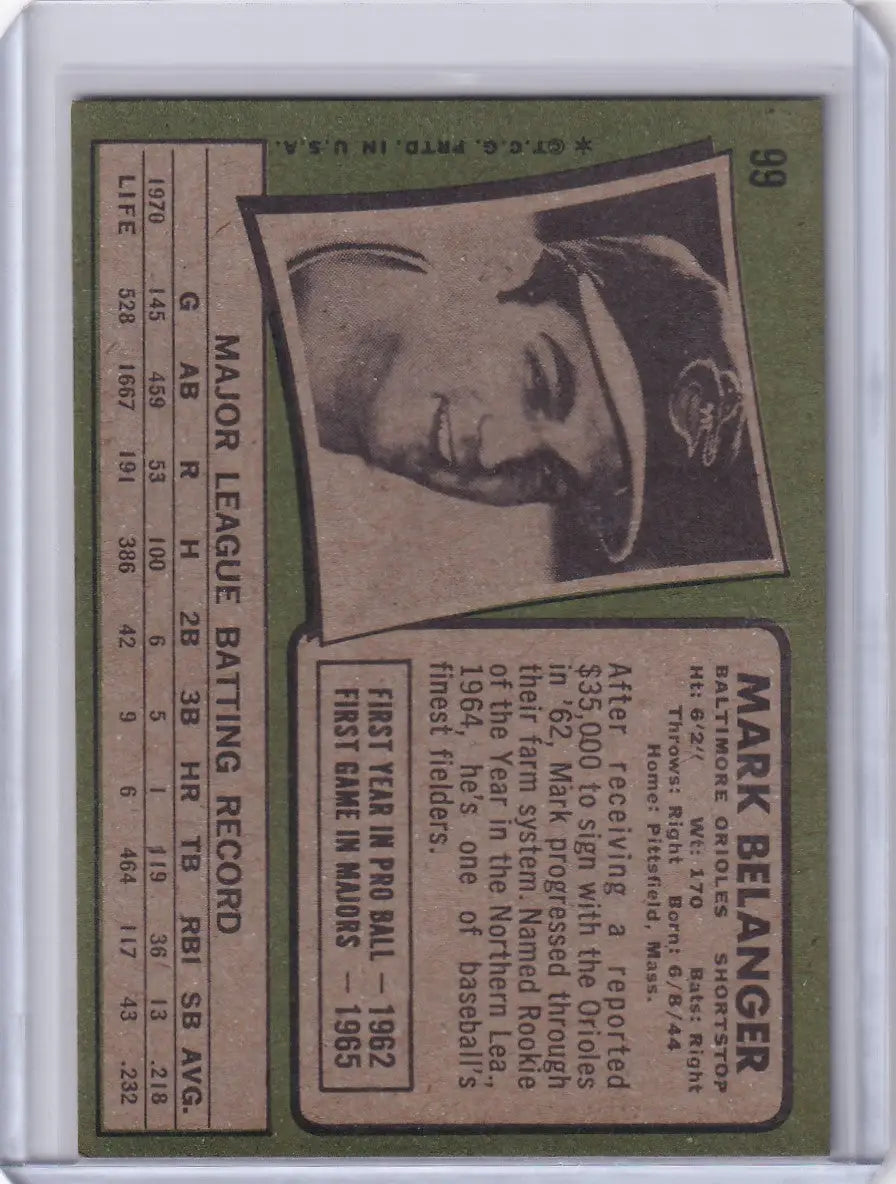 99
* ©T.C.G. PRTD. IN U.S.A.
MARK BELANGER
BALTIMORE ORIOLES SHORTSTOP
Ht: 6'2" Wt: 170 Bats: Right
Throws: Right Born: 6/8/44
Home: Pittsfield, Mass.
After receiving a reported
$35,000 to sign with the Orioles
in '62, Mark progressed through
their farm system. Named Rookie
of the Year in the Northern Lea.,
1964, he's one of baseball's
finest fielders.
FIRST YEAR IN PRO BALL — 1962
FIRST GAME IN MAJORS — 1965
MAJOR LEAGUE BATTING RECORD
G AB R H 2B 3B HR TB RBI SB AVG.
1970 145 459 53 100 6 5 1 119 36 13 .218
LIFE 528 1667 191 386 42 9 6 464 117 43 .232